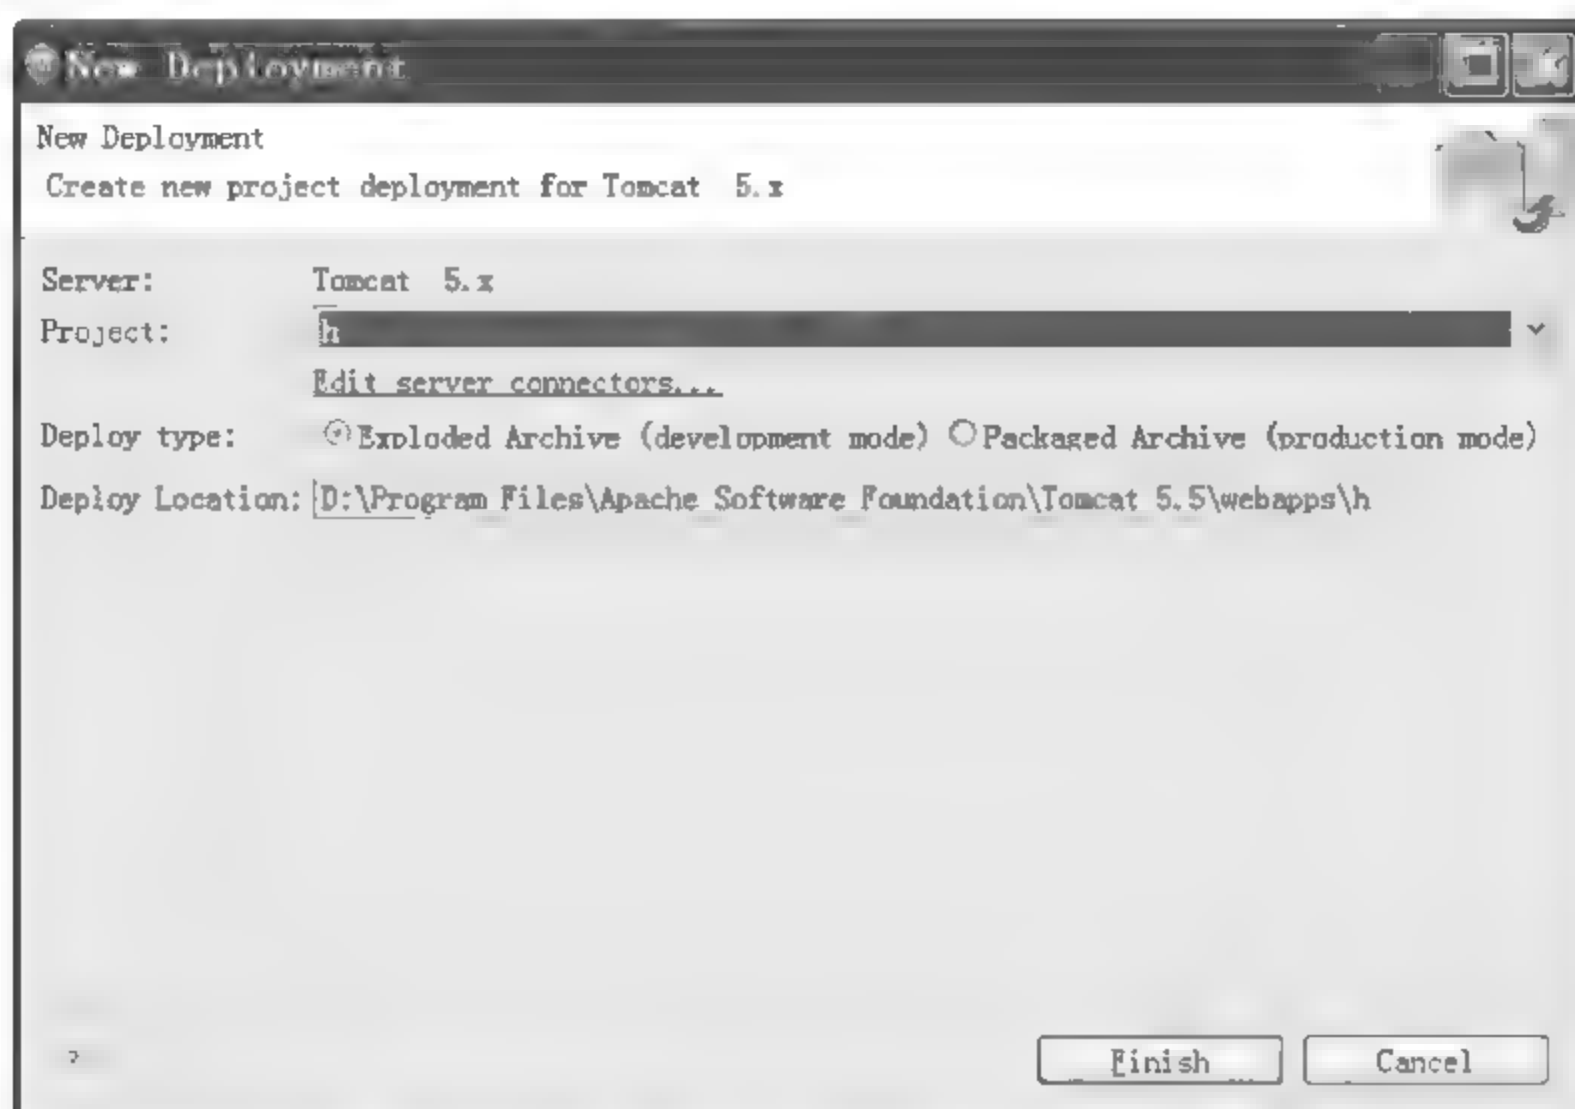 New Deployment
New Deployment
Create new project deployment for Tomcat 5.x
Server: Tomcat 5.x
Project: h
Edit server connectors...
Deploy type: Exploded Archive (development mode) Packaged Archive (production mode)
Deploy Location: D:\Program Files\Apache Software Foundation\Tomcat 5.5\webapps\h
?
Finish Cancel